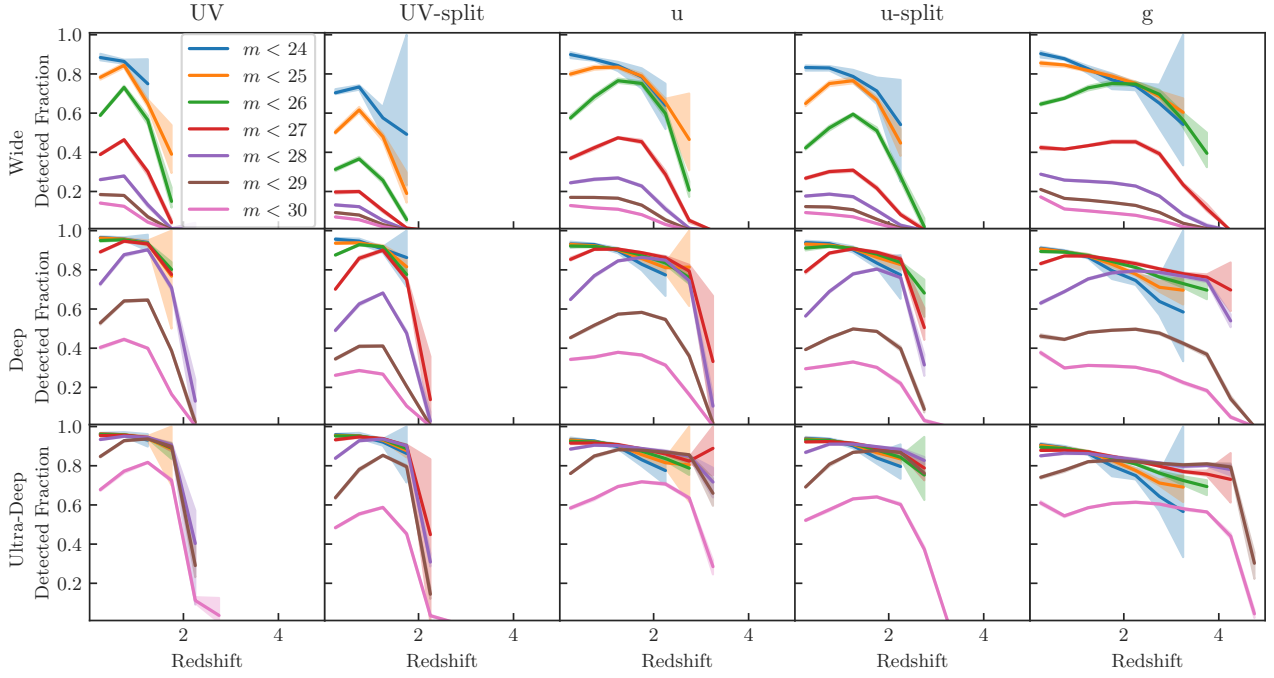 UV UV-split u u-split g
Wide
Detected Fraction
1.0
0.8
0.6
0.4
0.2
m < 24
m < 25
m < 26
m < 27
m < 28
m < 29
m < 30
Deep
Detected Fraction
1.0
0.8
0.6
0.4
0.2
Ultra-Deep
Detected Fraction
1.0
0.8
0.6
0.4
0.2
2 4 2 4 2 4 2 4 2 4
Redshift Redshift Redshift Redshift Redshift